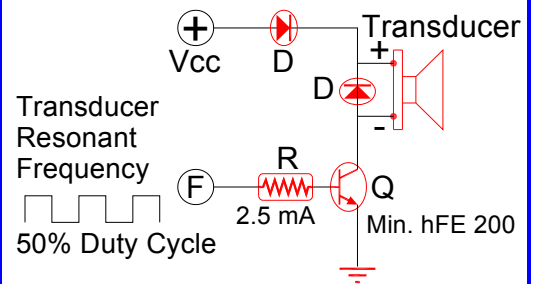 Transducer
+
Vcc
D
+
D
-
Transducer
Resonant
Frequency
F
R
2.5 mA
Q
Min. hFE 200
50% Duty Cycle